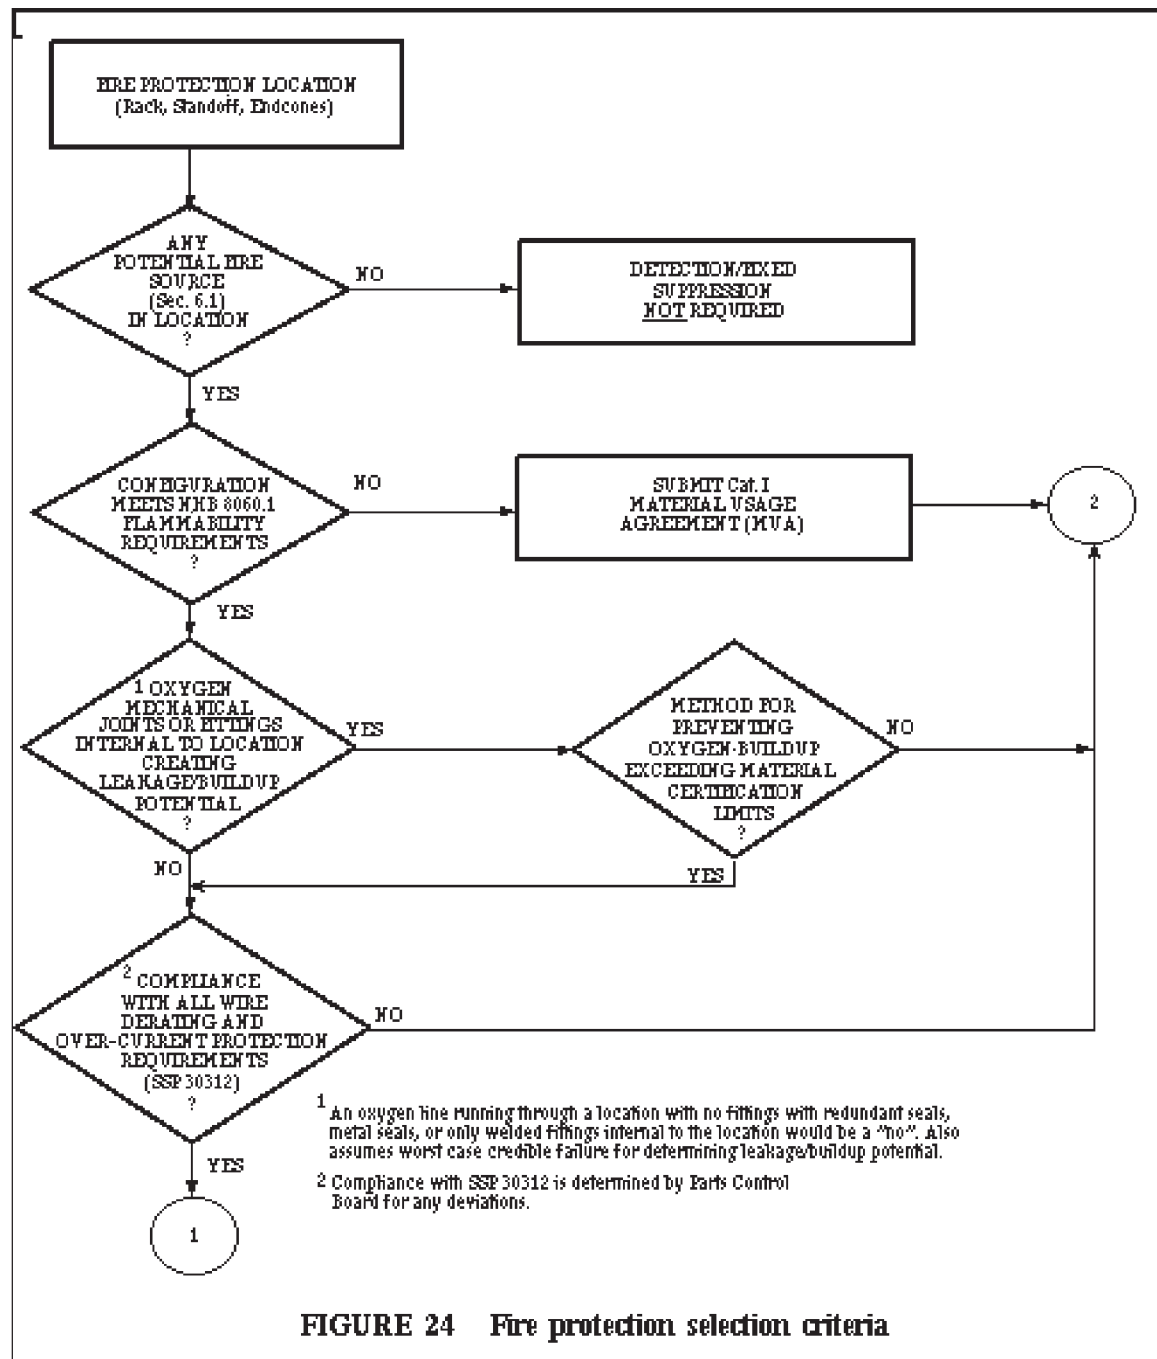 FIRE PROTECTION LOCATION
(Rack, Standoff, Endcones)
ANY
POTENTIAL FIRE
SOURCE
(Sec. 6.1)
IN LOCATION
?
NO
DETECTION/FIXED
SUPPRESSION
NOT REQUIRED
YES
CONFIGURATION
MEETS NHB 8060.1
FLAMMABILITY
REQUIREMENTS
?
NO
SUBMIT Cat. I
MATERIAL USAGE
AGREEMENT (MUA)
2
YES
1 OXYGEN
MECHANICAL
JOINTS OR FITTINGS
INTERNAL TO LOCATION
CREATING
LEAKAGE/BUILDUP
POTENTIAL
?
YES
METHOD FOR
PREVENTING
OXYGEN-BUILDUP
EXCEEDING MATERIAL
CERTIFICATION
LIMITS
?
NO
NO
YES
2 COMPLIANCE
WITH ALL WIRE
DERATING AND
OVER-CURRENT PROTECTION
REQUIREMENTS
(SSP 30312)
?
NO
YES
1
1 An oxygen line running through a location with no fittings with redundant seals,
metal seals, or only welded fittings internal to the location would be a "no". Also
assumes worst case credible failure for determining leakage/buildup potential.
2 Compliance with SSP 30312 is determined by Parts Control
Board for any deviations.
FIGURE 24 Fire protection selection criteria